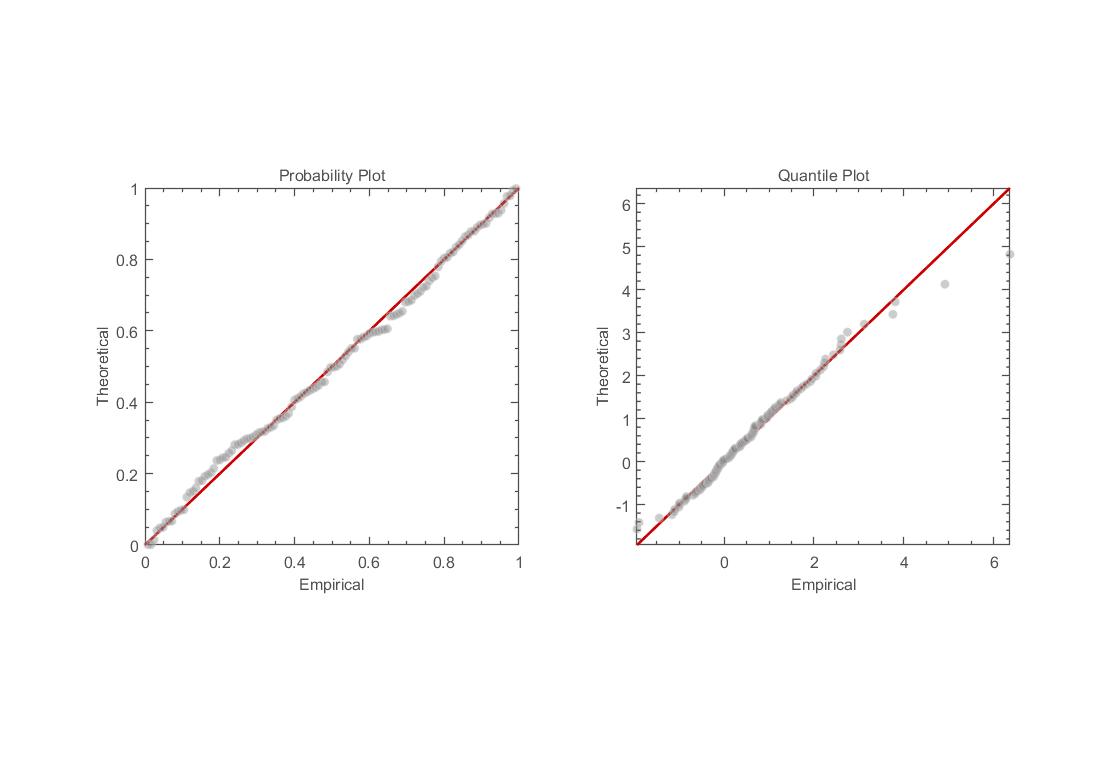 Probability Plot
1
0.8
0.6
0.4
0.2
0
Theoretical
0 0.2 0.4 0.6 0.8 1
Empirical
Quantile Plot
6
5
4
3
2
1
0
-1
Theoretical
0 2 4 6
Empirical